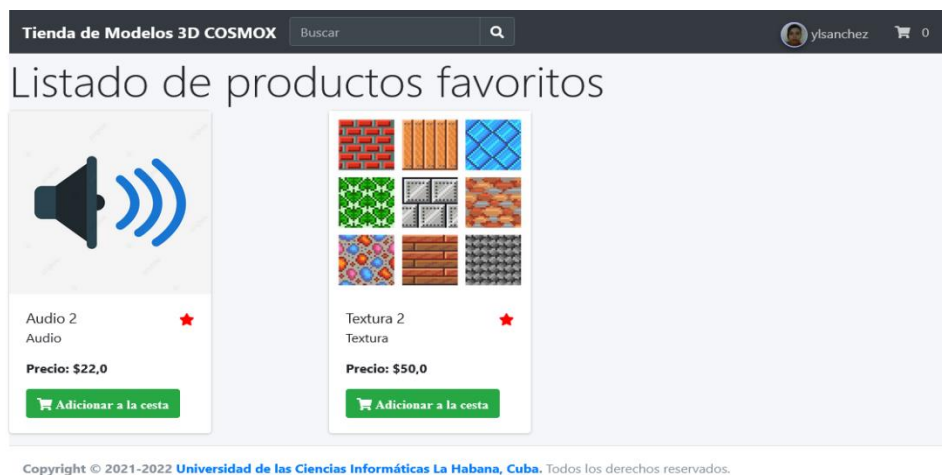 Tienda de Modelos 3D COSMOX Buscar ylsanchez 0
Listado de productos favoritos
Audio 2
Audio
Precio: $22,0
Adicionar a la cesta
Textura 2
Textura
Precio: $50,0
Adicionar a la cesta
Copyright © 2021-2022 Universidad de las Ciencias Informáticas La Habana, Cuba. Todos los derechos reservados.